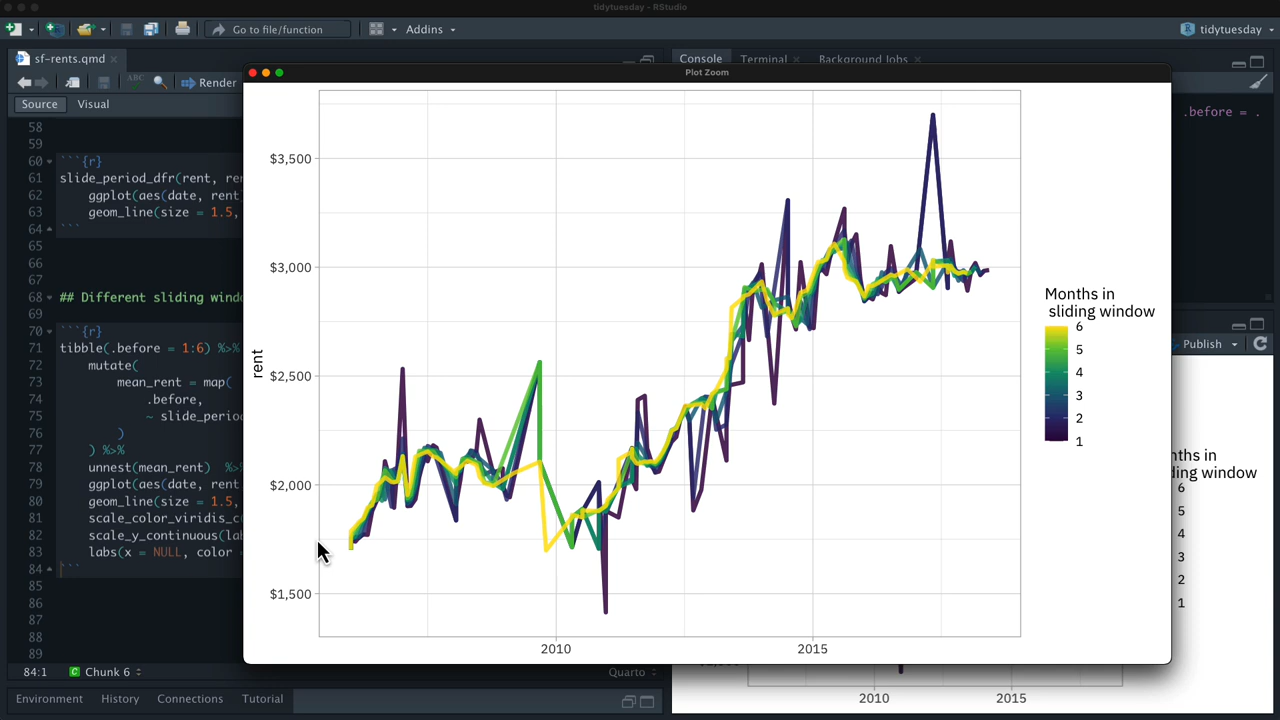 tidytuesday - RStudio
Go to file/function
Addins
tidytuesday
sf-rents.qmd
Render
Source
Visual
58
59
60 ```{r}
61 slide_period_dfr(rent, ren
62 ggplot(aes(date, rent
63 geom_line(size = 1.5,
64 ```
65
66
67
68 ## Different sliding windo
69
70 ```{r}
71 tibble(.before = 1:6) %>%
72 mutate(
73 mean_rent = map(
74 .before,
75 ~ slide_perio
76 )
77 ) %>%
78 unnest(mean_rent) %>%
79 ggplot(aes(date, rent
80 geom_line(size = 1.5,
81 scale_color_viridis_c(
82 scale_y_continuous(lab
83 labs(x = NULL, color =
84 ```
85
86
87
88
89
84:1
Chunk 6
Quarto
Environment
History
Connections
Tutorial
Console
Terminal
Background Jobs
.before = .
Plot Zoom
$3,500
$3,000
$2,500
$2,000
$1,500
rent
2010
2015
Months in
sliding window
6
5
4
3
2
1
Publish
nths in
ding window
6
5
4
3
2
1
2010
2015